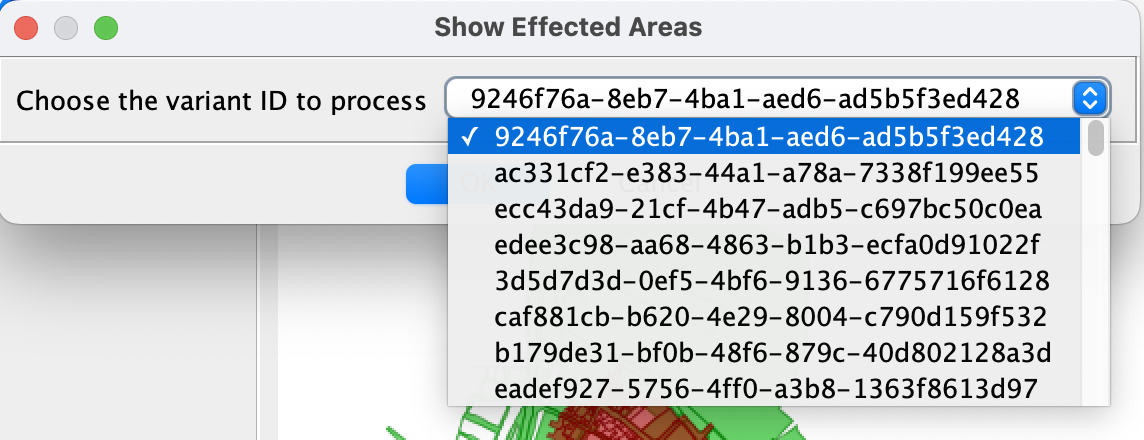 Show Effected Areas
Choose the variant ID to process
9246f76a-8eb7-4ba1-aed6-ad5b5f3ed428
✓ 9246f76a-8eb7-4ba1-aed6-ad5b5f3ed428
ac331cf2-e383-44a1-a78a-7338f199ee55
ecc43da9-21cf-4b47-adb5-c697bc50c0ea
edee3c98-aa68-4863-b1b3-ecfa0d91022f
3d5d7d3d-0ef5-4bf6-9136-6775716f6128
caf881cb-b620-4e29-8004-c790d159f532
b179de31-bf0b-48f6-879c-40d802128a3d
eadef927-5756-4ff0-a3b8-1363f8613d97
OK
Cancel